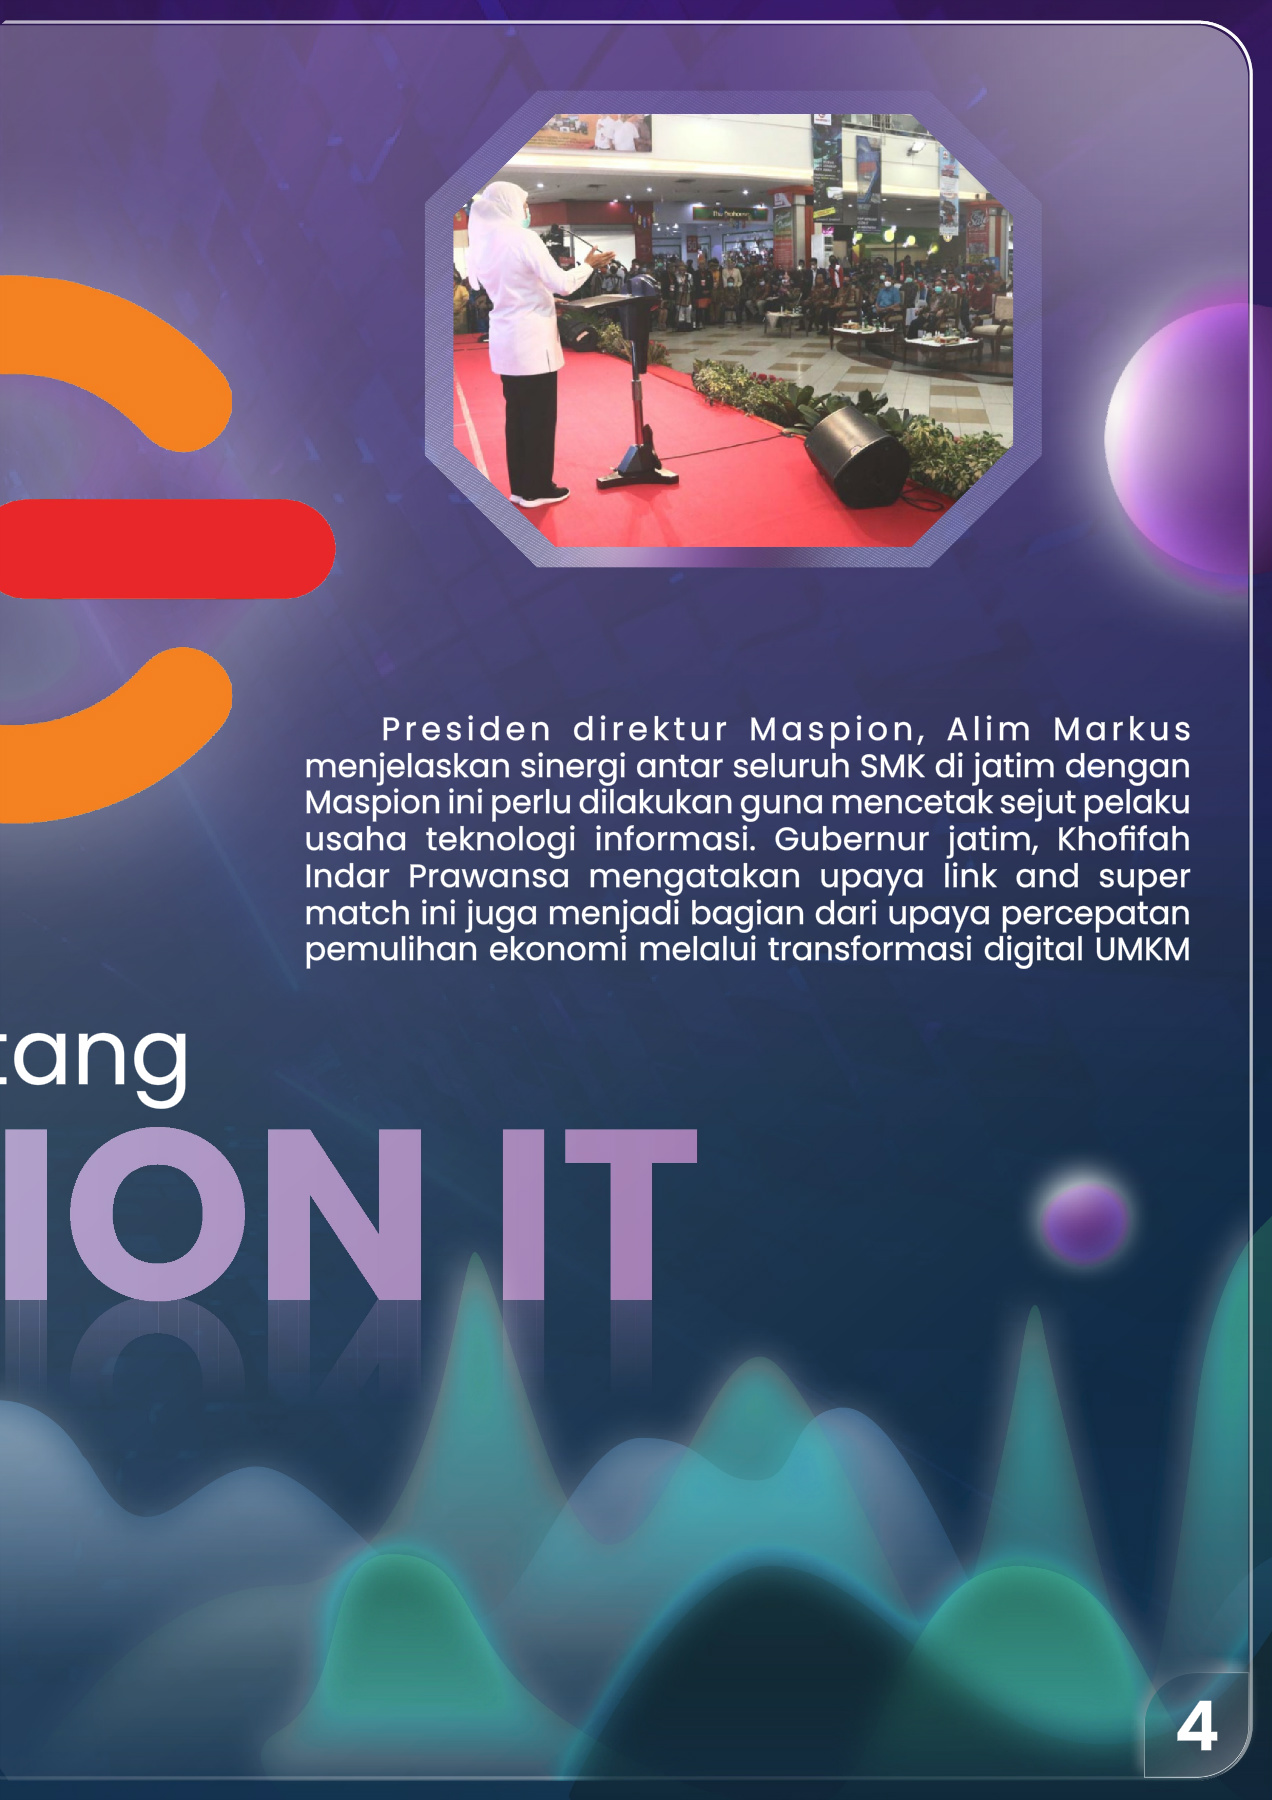 Presiden direktur Maspion, Alim Markus
menjelaskan sinergi antar seluruh SMK di jatim dengan
Maspion ini perlu dilakukan guna mencetak sejut pelaku
usaha teknologi informasi. Gubernur jatim, Khofifah
Indar Prawansa mengatakan upaya link and super
match ini juga menjadi bagian dari upaya percepatan
pemulihan ekonomi melalui transformasi digital UMKM
tang
ION IT
4